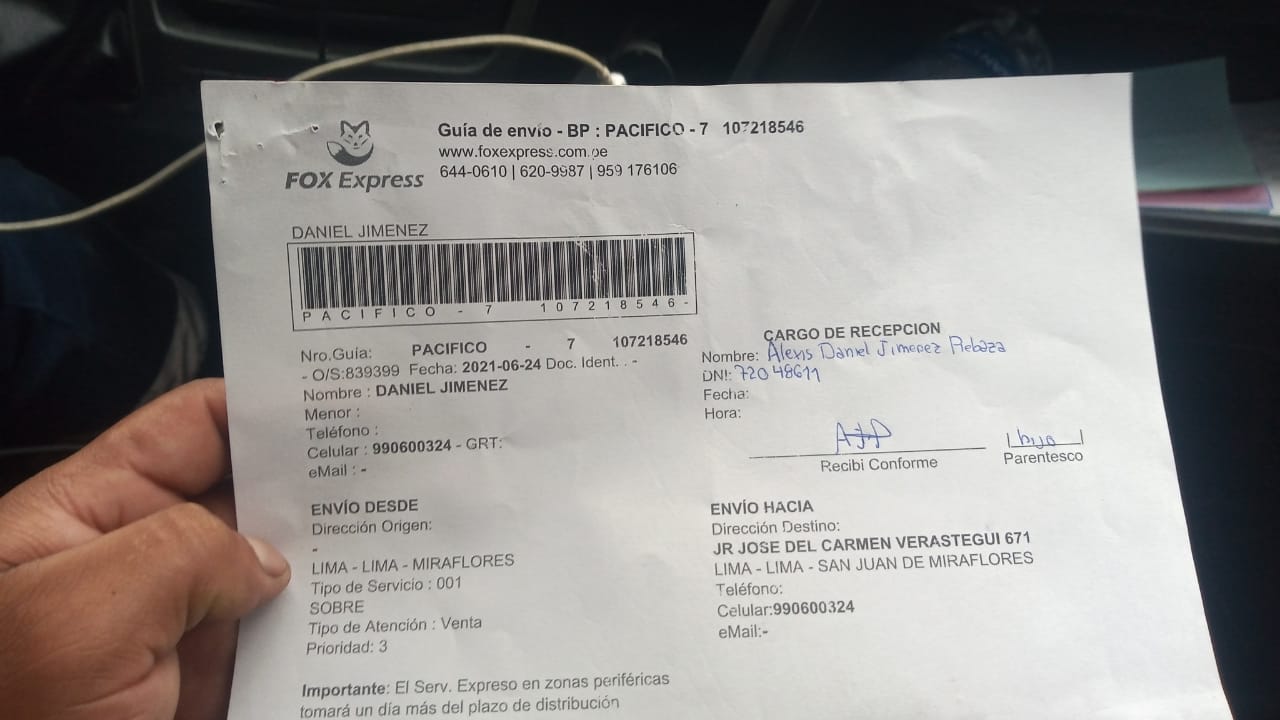 FOX Express
Guía de envío - BP : PACIFICO - 7 107218546
www.foxexpress.com.pe
644-0610 | 620-9987 | 959 176106
DANIEL JIMENEZ
PACIFICO - 7 107218546-
Nro.Guía: PACIFICO - 7 107218546
- O/S:839399 Fecha: 2021-06-24 Doc. Ident. . -
Nombre : DANIEL JIMENEZ
Menor :
Teléfono :
Celular : 990600324 - GRT:
eMail : -
CARGO DE RECEPCION
Nombre: Alexis Daniel Jimenez Rebaza
DNI: 72048611
Fecha:
Hora:
AJP
Recibi Conforme
hijo
Parentesco
ENVÍO DESDE
Dirección Origen:
-
LIMA - LIMA - MIRAFLORES
Tipo de Servicio : 001
SOBRE
Tipo de Atención : Venta
Prioridad: 3
ENVÍO HACIA
Dirección Destino:
JR JOSE DEL CARMEN VERASTEGUI 671
LIMA - LIMA - SAN JUAN DE MIRAFLORES
Teléfono:
Celular:990600324
eMail:-
Importante: El Serv. Expreso en zonas periféricas
tomará un día más del plazo de distribución